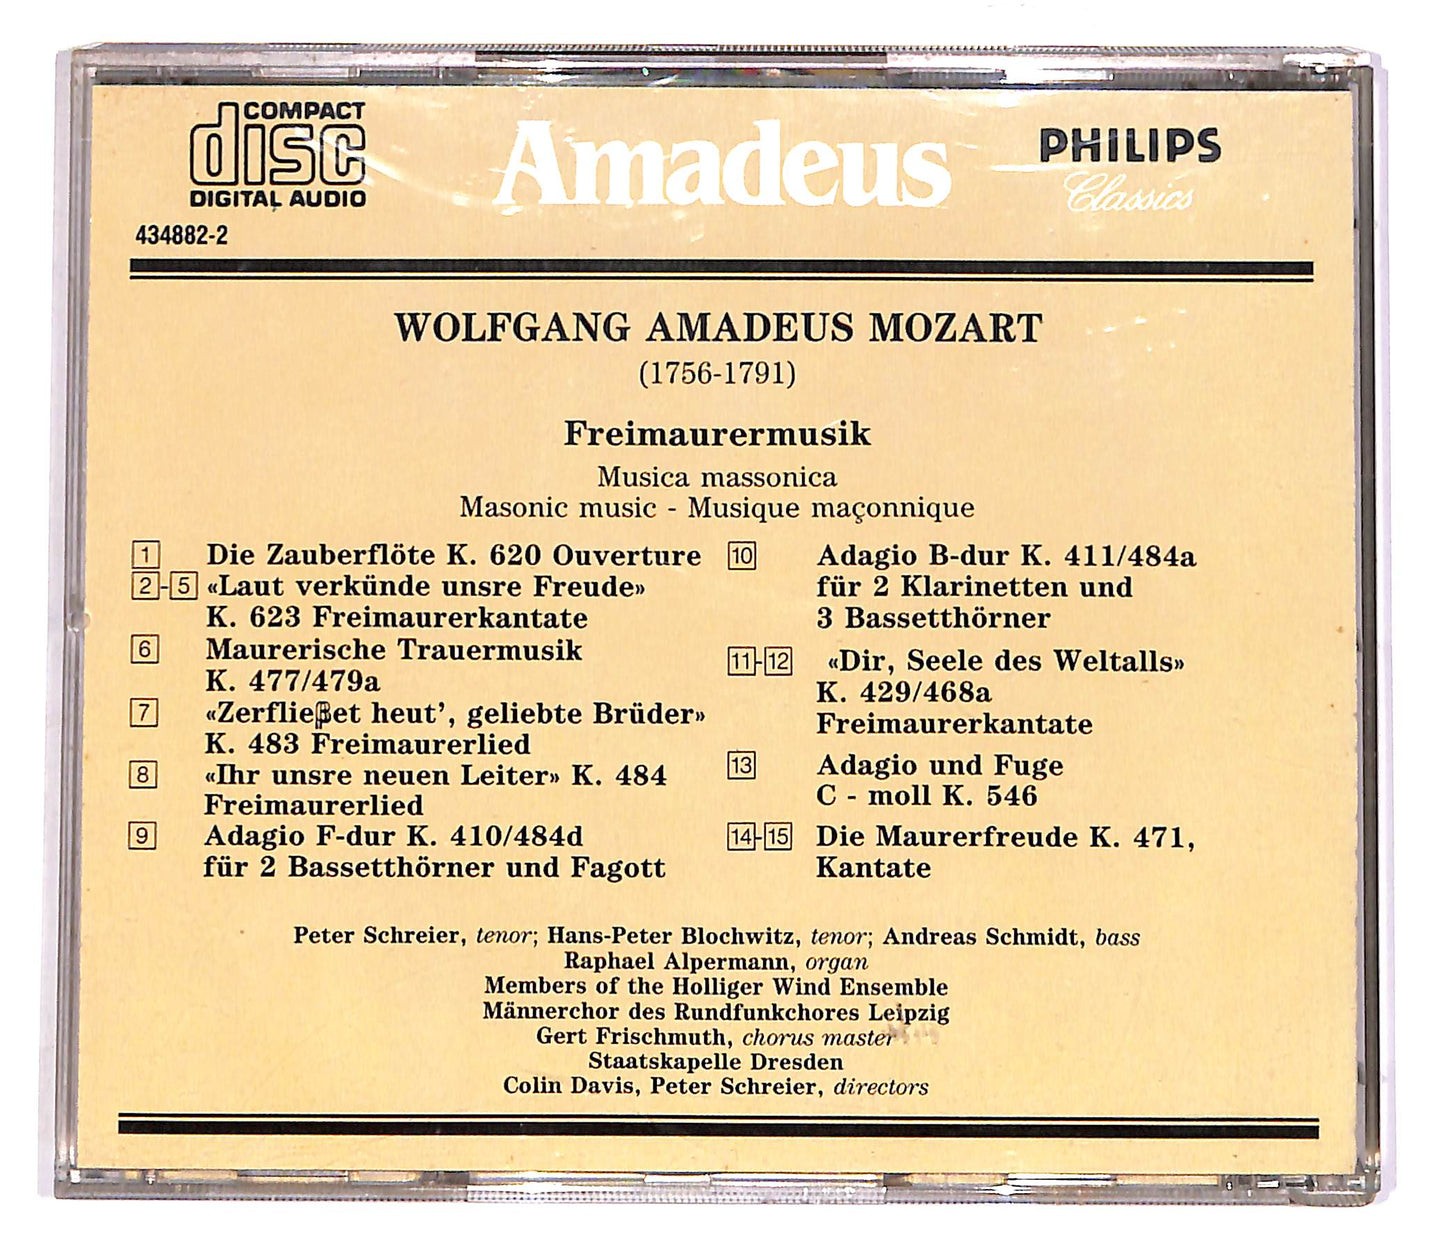 COMPACT
disc
DIGITAL AUDIO
Amadeus
PHILIPS
Classics
434882-2
WOLFGANG AMADEUS MOZART
(1756-1791)
Freimaurermusik
Musica massonica
Masonic music - Musique maçonnique
1 Die Zauberflöte K. 620 Ouverture
2-5 «Laut verkünde unsre Freude»
K. 623 Freimaurerkantate
6 Maurerische Trauermusik
K. 477/479a
7 «Zerfließet heut', geliebte Brüder»
K. 483 Freimaurerlied
8 «Ihr unsre neuen Leiter» K. 484
Freimaurerlied
9 Adagio F-dur K. 410/484d
für 2 Bassetthörner und Fagott
10 Adagio B-dur K. 411/484a
für 2 Klarinetten und
3 Bassetthörner
11-12 «Dir, Seele des Weltalls»
K. 429/468a
Freimaurerkantate
13 Adagio und Fuge
C - moll K. 546
14-15 Die Maurerfreude K. 471,
Kantate
Peter Schreier, tenor; Hans-Peter Blochwitz, tenor; Andreas Schmidt, bass
Raphael Alpermann, organ
Members of the Holliger Wind Ensemble
Männerchor des Rundfunkchores Leipzig
Gert Frischmuth, chorus master
Staatskapelle Dresden
Colin Davis, Peter Schreier, directors